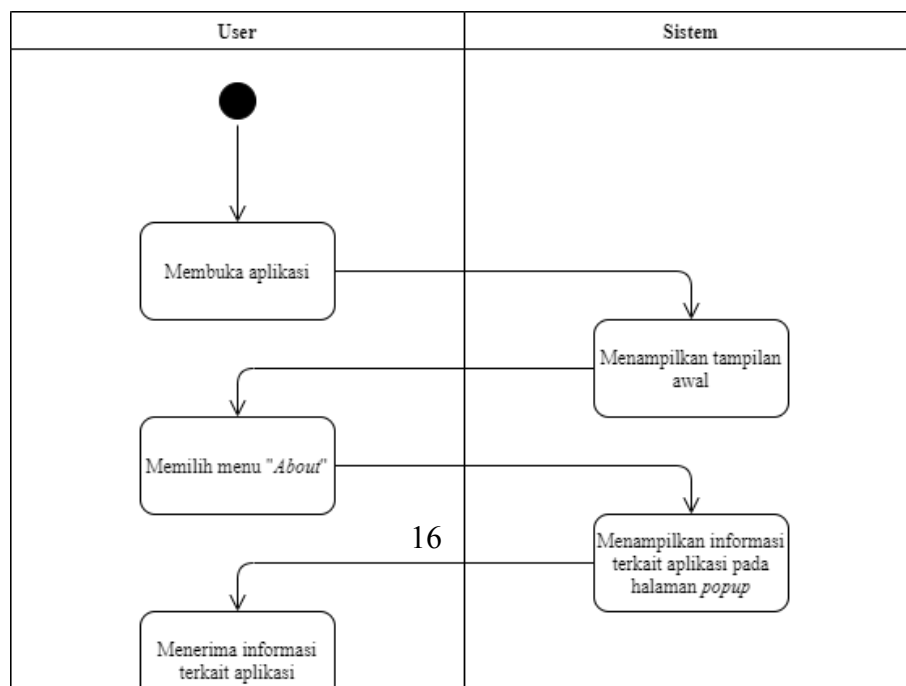 User
Sistem
Membuka aplikasi
Menampilkan tampilan
awal
Memilih menu "About"
16
Menampilkan informasi
terkait aplikasi pada
halaman popup
Menerima informasi
terkait aplikasi